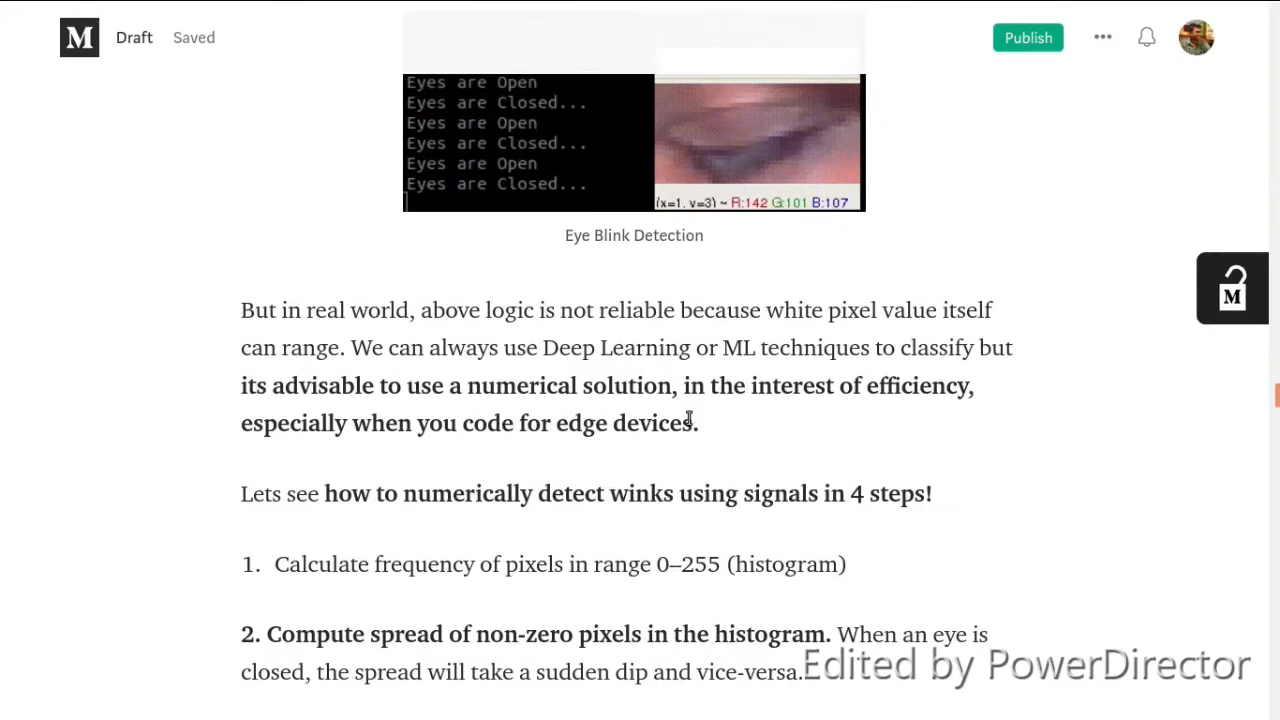 M Draft Saved Publish
Eyes are Open
Eyes are Closed...
Eyes are Open
Eyes are Closed...
Eyes are Open
Eyes are Closed...
(x=1, y=3) ~ R:142 G:101 B:107
Eye Blink Detection
M
But in real world, above logic is not reliable because white pixel value itself
can range. We can always use Deep Learning or ML techniques to classify but
its advisable to use a numerical solution, in the interest of efficiency,
especially when you code for edge devices.
Lets see how to numerically detect winks using signals in 4 steps!
1. Calculate frequency of pixels in range 0–255 (histogram)
2. Compute spread of non-zero pixels in the histogram. When an eye is
closed, the spread will take a sudden dip and vice-versa.
Edited by PowerDirector